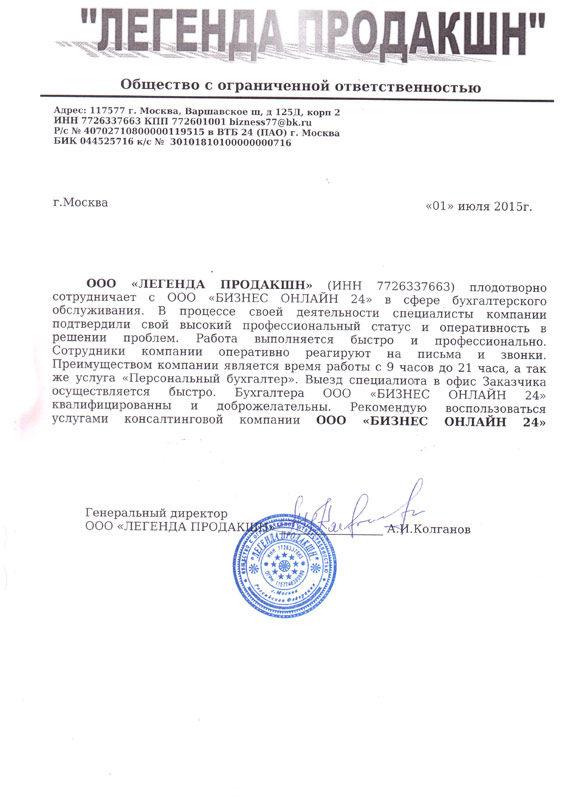 "ЛЕГЕНДА ПРОДАКШН"
Общество с ограниченной ответственностью
Адрес: 117577 г. Москва, Варшавское ш, д 125Д, корп 2
ИНН 7726337663 КПП 772601001 bizness77@bk.ru
Р/с № 40702710800000119515 в ВТБ 24 (ПАО) г. Москва
БИК 044525716 к/с № 30101810100000000716
г.Москва
«01» июля 2015г.
ООО «ЛЕГЕНДА ПРОДАКШН» (ИНН 7726337663) плодотворно
сотрудничает с ООО «БИЗНЕС ОНЛАЙН 24» в сфере бухгалтерского
обслуживания. В процессе своей деятельности специалисты компании
подтвердили свой высокий профессиональный статус и оперативность в
решении проблем. Работа выполняется быстро и профессионально.
Сотрудники компании оперативно реагируют на письма и звонки.
Преимуществом компании является время работы с 9 часов до 21 часа, а так
же услуга «Персональный бухгалтер». Выезд специалиста в офис Заказчика
осуществляется быстро. Бухгалтера ООО «БИЗНЕС ОНЛАЙН 24»
квалифицированны и доброжелательны. Рекомендую воспользоваться
услугами консалтинговой компании ООО «БИЗНЕС ОНЛАЙН 24»
Генеральный директор
ООО «ЛЕГЕНДА ПРОДАКШН» А.И.Колганов
«ЛЕГЕНДА ПРОДАКШН»
ИНН 7726337663
г.Москва
Российская Федерация